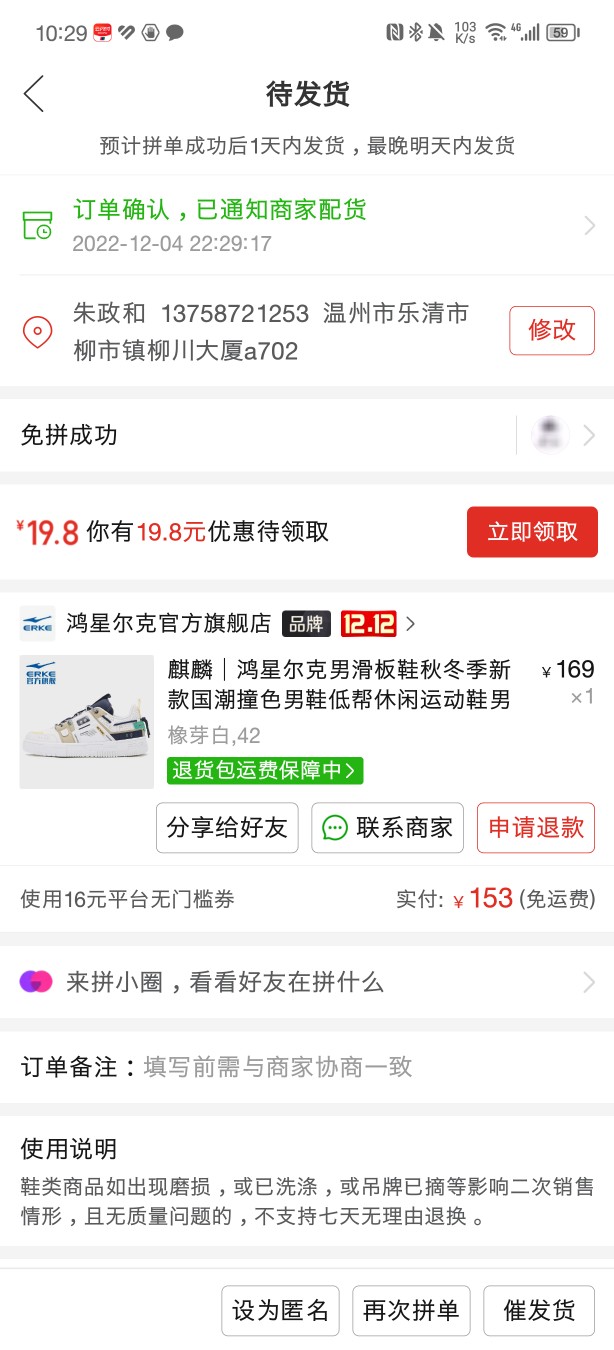 10:29
103
K/s
4G
59
待发货
预计拼单成功后1天内发货，最晚明天内发货
订单确认，已通知商家配货
2022-12-04 22:29:17
朱政和 13758721253 温州市乐清市
柳市镇柳川大厦a702
修改
免拼成功
¥19.8 你有19.8元优惠待领取
立即领取
ERKE 鸿星尔克官方旗舰店 品牌 12.12
ERKE
官方旗舰
麒麟｜鸿星尔克男滑板鞋秋冬季新
款国潮撞色男鞋低帮休闲运动鞋男
¥169
×1
橡芽白,42
退货包运费保障中
分享给好友
联系商家
申请退款
使用16元平台无门槛券
实付: ¥153 (免运费)
来拼小圈，看看好友在拼什么
订单备注：填写前需与商家协商一致
使用说明
鞋类商品如出现磨损，或已洗涤，或吊牌已摘等影响二次销售
情形，且无质量问题的，不支持七天无理由退换。
设为匿名
再次拼单
催发货